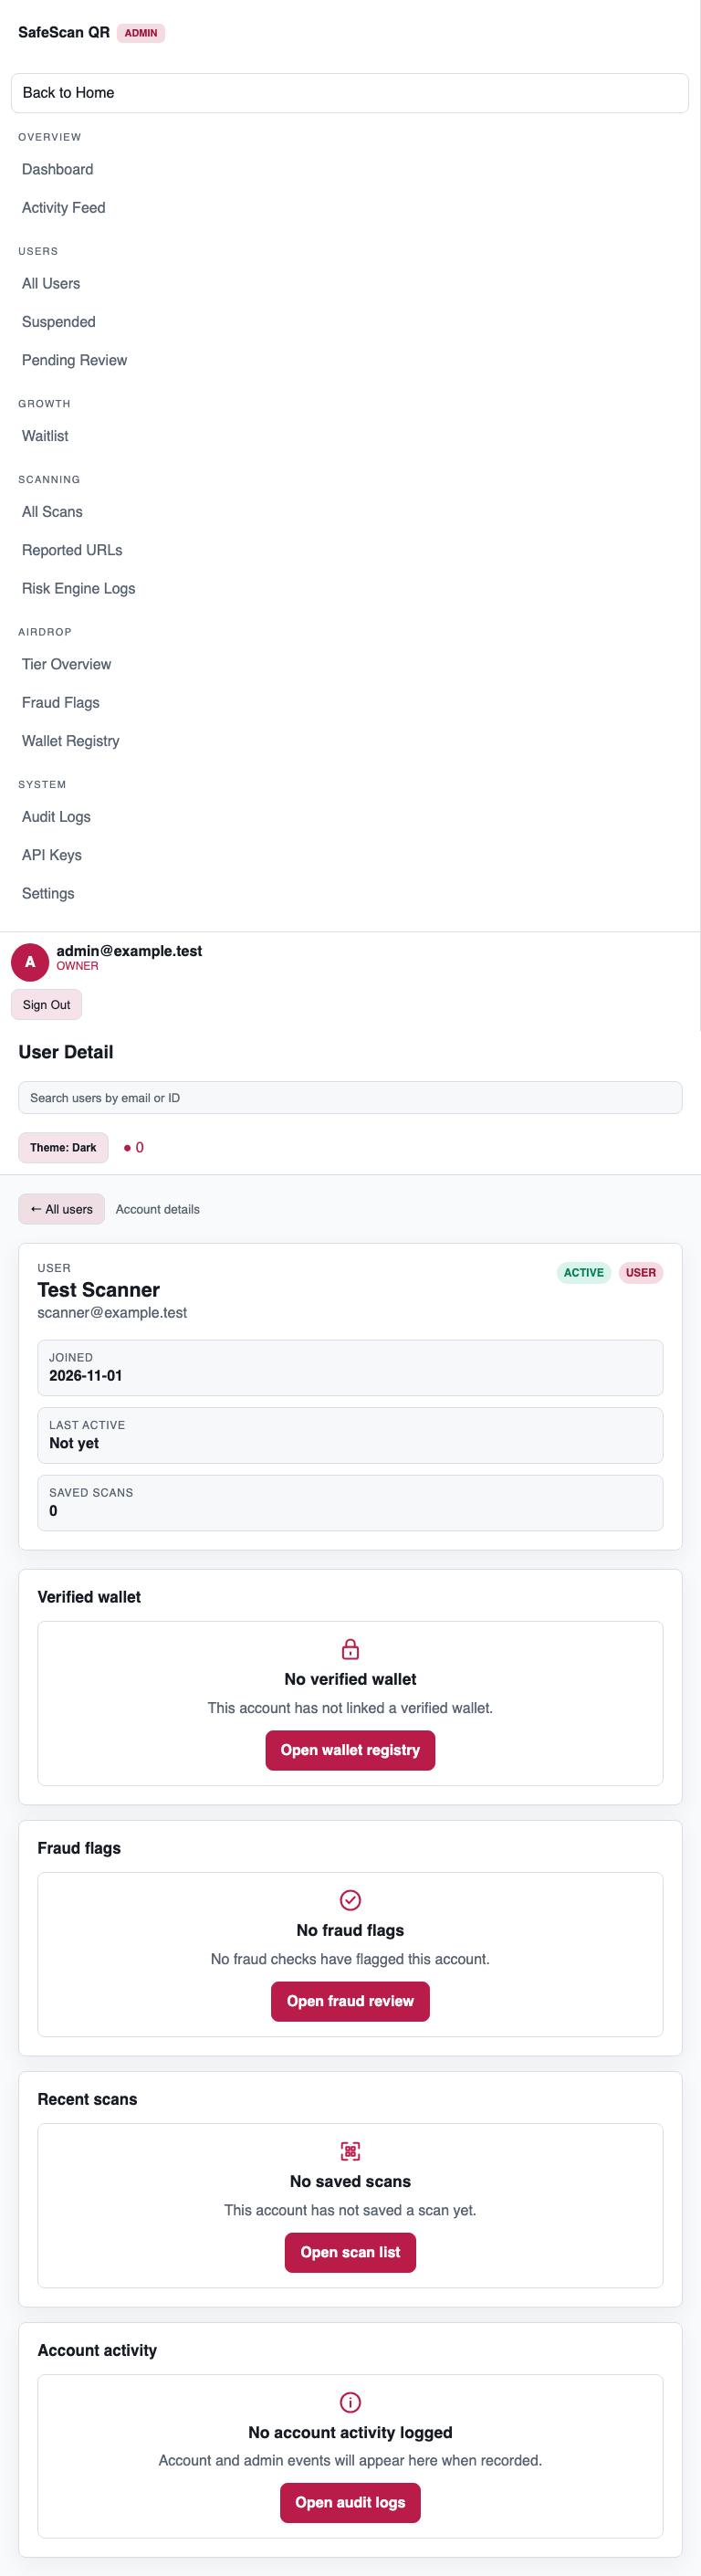 SafeScan QR ADMIN
Back to Home
OVERVIEW
Dashboard
Activity Feed
USERS
All Users
Suspended
Pending Review
GROWTH
Waitlist
SCANNING
All Scans
Reported URLs
Risk Engine Logs
AIRDROP
Tier Overview
Fraud Flags
Wallet Registry
SYSTEM
Audit Logs
API Keys
Settings
A admin@example.test
OWNER
Sign Out
User Detail
Search users by email or ID
Theme: Dark ● 0
← All users Account details
USER ACTIVE USER
Test Scanner
scanner@example.test
JOINED
2026-11-01
LAST ACTIVE
Not yet
SAVED SCANS
0
Verified wallet
No verified wallet
This account has not linked a verified wallet.
Open wallet registry
Fraud flags
No fraud flags
No fraud checks have flagged this account.
Open fraud review
Recent scans
No saved scans
This account has not saved a scan yet.
Open scan list
Account activity
No account activity logged
Account and admin events will appear here when recorded.
Open audit logs